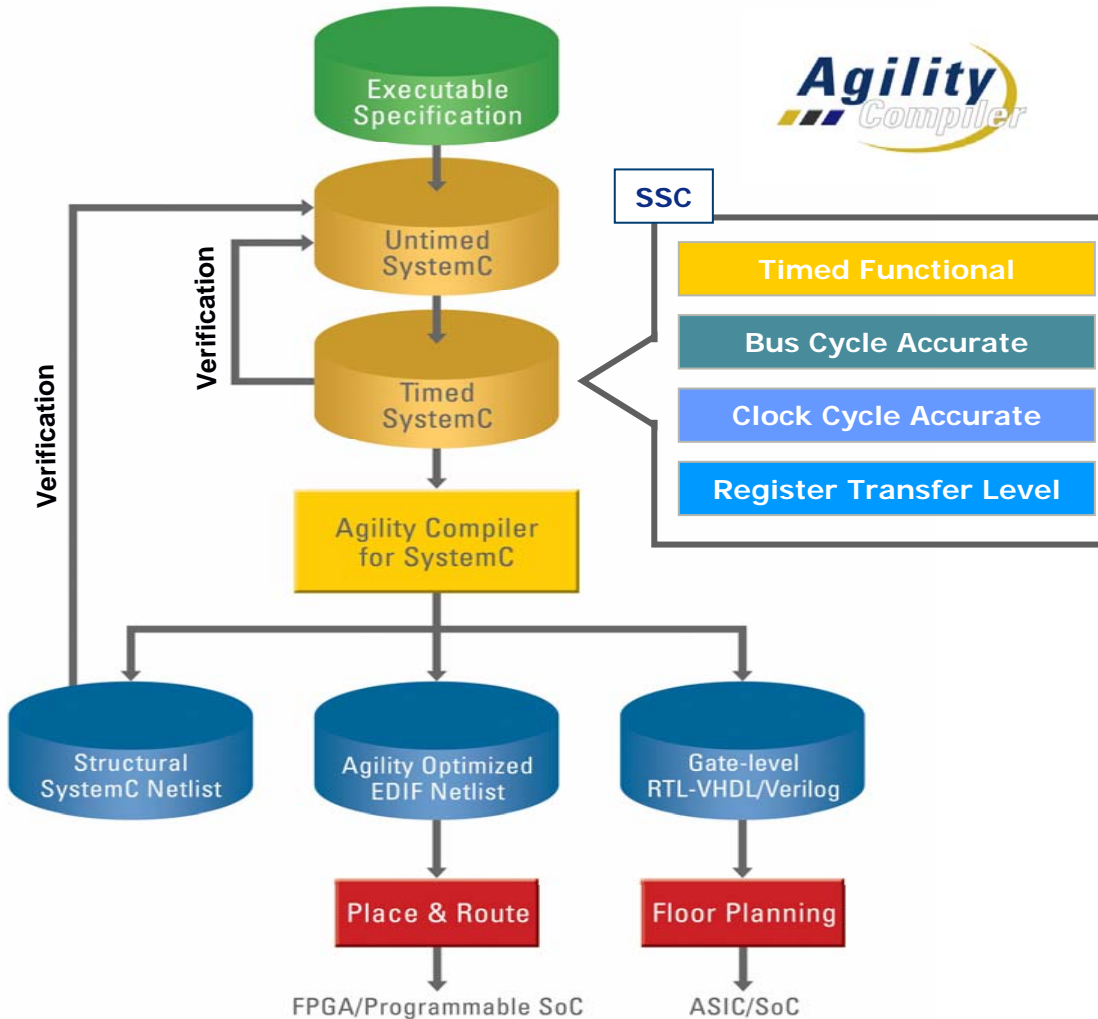 Executable
Specification
Agility
Compiler
SSC
Untimed
SystemC
Timed Functional
Verification
Verification
Bus Cycle Accurate
Timed
SystemC
Clock Cycle Accurate
Register Transfer Level
Agility Compiler
for SystemC
Structural
SystemC Netlist
Agility Optimized
EDIF Netlist
Gate-level
RTL-VHDL/Verilog
Place & Route
Floor Planning
FPGA/Programmable SoC
ASIC/SoC